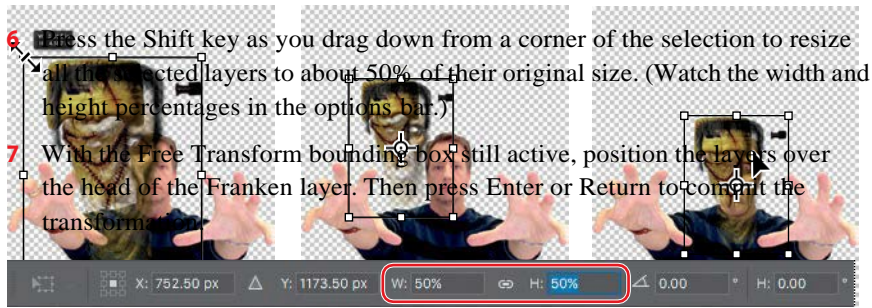 6 Press the Shift key as you drag down from a corner of the selection to resize
all the selected layers to about 50% of their original size. (Watch the width and
height percentages in the options bar.)
7 With the Free Transform bounding box still active, position the layers over
the head of the Franken layer. Then press Enter or Return to commit the
transformation.
X: 752.50 px Δ Y: 1173.50 px W: 50% H: 50% 0.00 ° H: 0.00 °